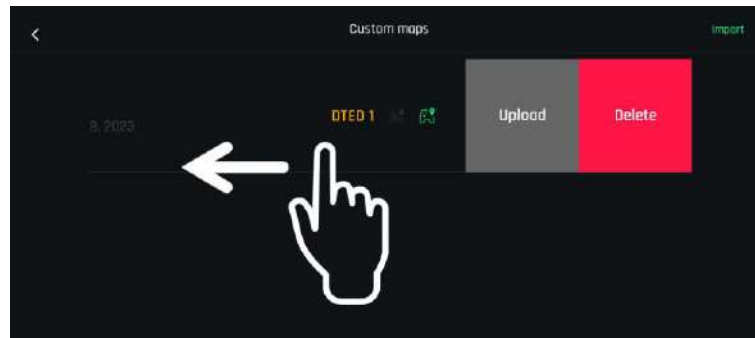 Custom maps
Import
8, 2023
DTED 1
Upload
Delete